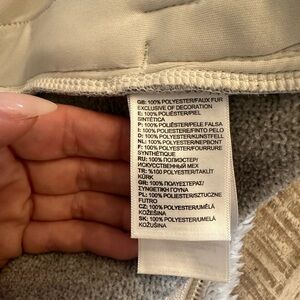 GB: 100% POLYESTER/FAUX FUR
EXCLUSIVE OF DECORATION
E: 100% POLIÉSTER/PIEL
SINTÉTICA
P: 100% POLIÉSTER/PELE FALSA
I: 100% POLIESTERE/FINTO PELO
D: 100% POLYESTER/KUNSTFELL
NL: 100% POLYESTER/NEPBONT
F: 100% POLYESTER/FOURRURE
SYNTHÉTIQUE
RU: 100% ПОЛИЭСТЕР/
ИСКУССТВЕННЫЙ МЕХ
TR: %100 POLYESTER/TAKLİT
KÜRK
GR: 100% ΠΟΛΥΕΣΤΕΡΑΣ/
ΣΥΝΘΕΤΙΚΗ ΓΟΥΝΑ
PL: 100% POLIESTER/SZTUCZNE
FUTRO
CZ: 100% POLYESTER/UMĚLÁ
KOŽEŠINA
SK: 100% POLYESTER/UMELÁ
KOŽUŠINA